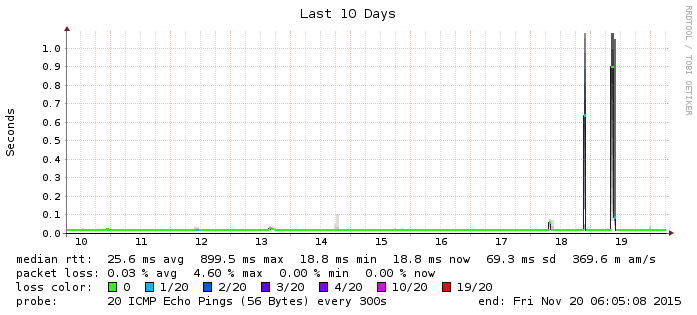 Last 10 Days
RRDTOOL / TOBI OETIKER
Seconds
1.0
0.9
0.8
0.7
0.6
0.5
0.4
0.3
0.2
0.1
0.0
10 11 12 13 14 15 16 17 18 19
median rtt: 25.6 ms avg 899.5 ms max 18.8 ms min 18.8 ms now 69.3 ms sd 369.6 m am/s
packet loss: 0.03 % avg 4.60 % max 0.00 % min 0.00 % now
loss color: 0 1/20 2/20 3/20 4/20 10/20 19/20
probe: 20 ICMP Echo Pings (56 Bytes) every 300s end: Fri Nov 20 06:05:08 2015